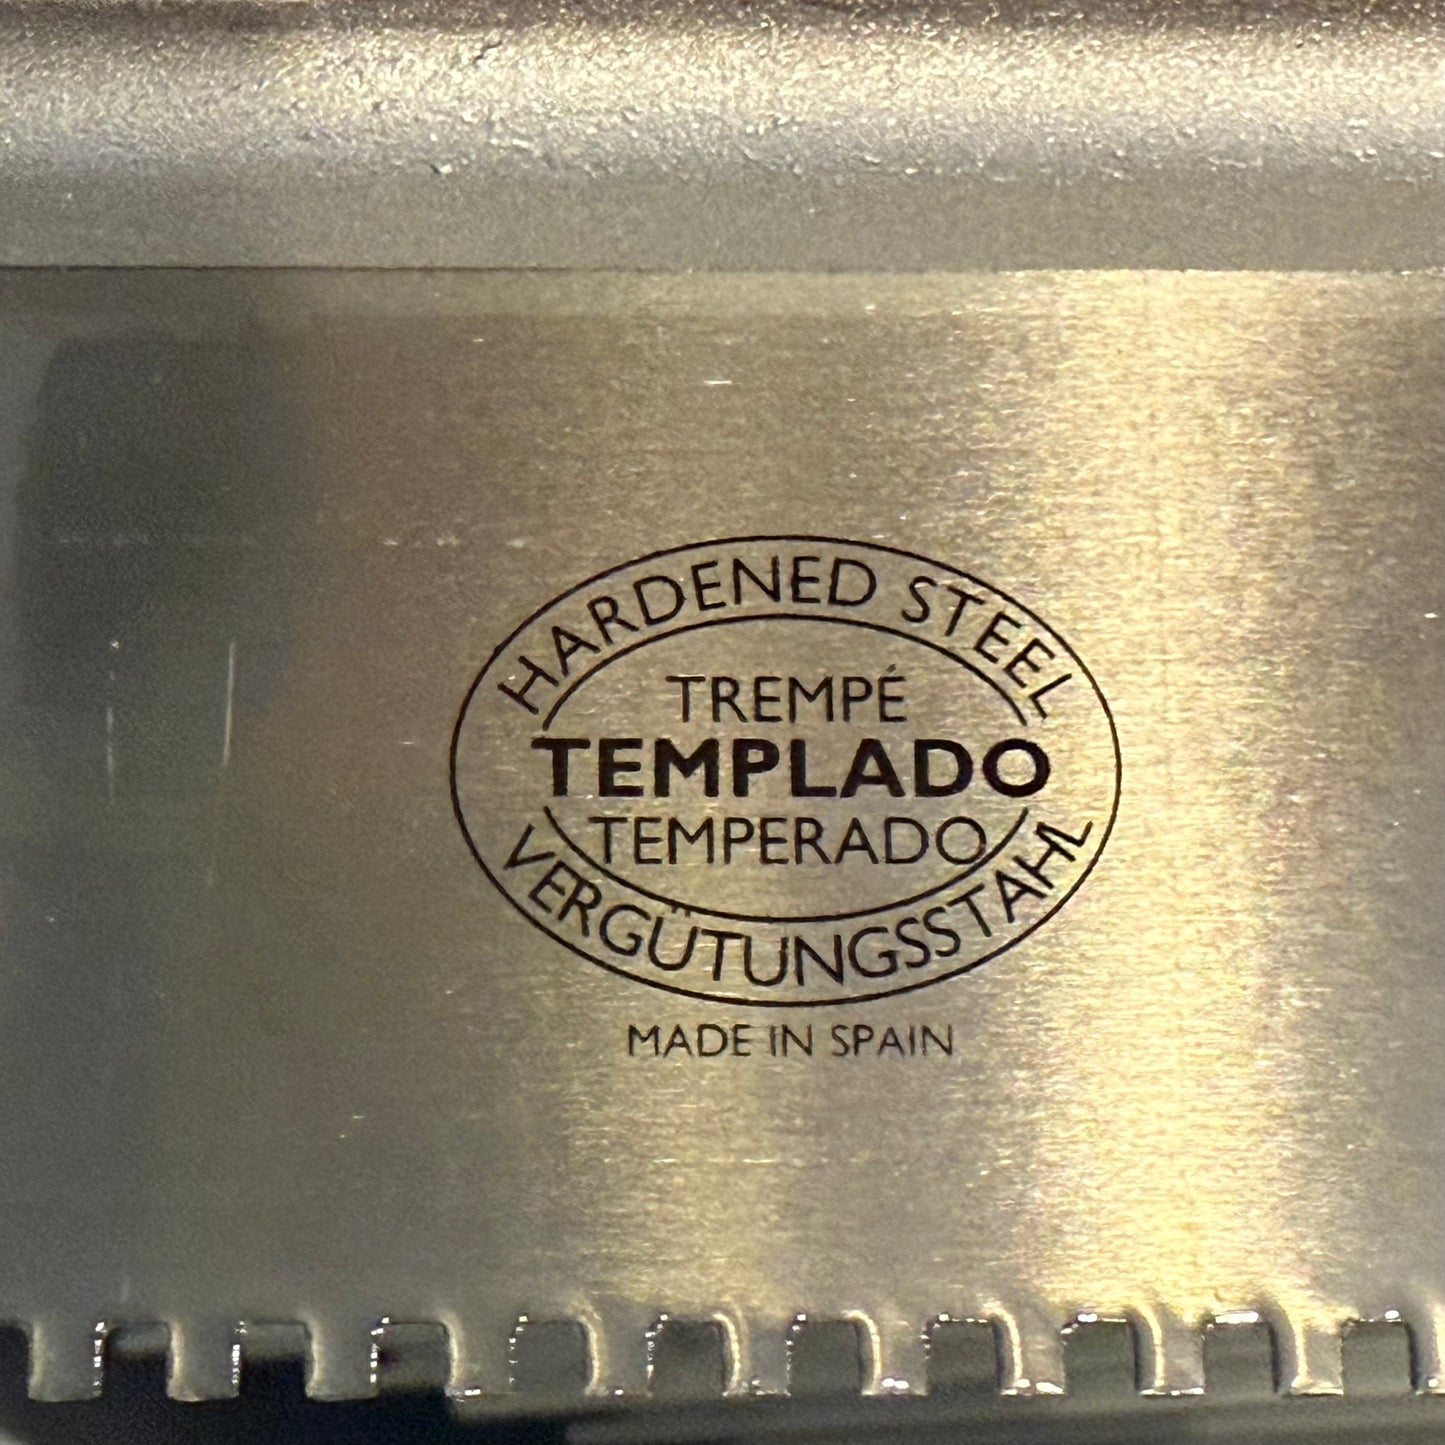 HARDENED STEEL
TREMPÉ
TEMPLADO
TEMPERADO
VERGÜTUNGSSTAHL
MADE IN SPAIN